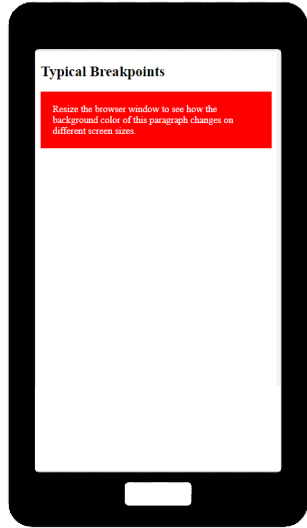 Typical Breakpoints
Resize the browser window to see how the
background color of this paragraph changes on
different screen sizes.